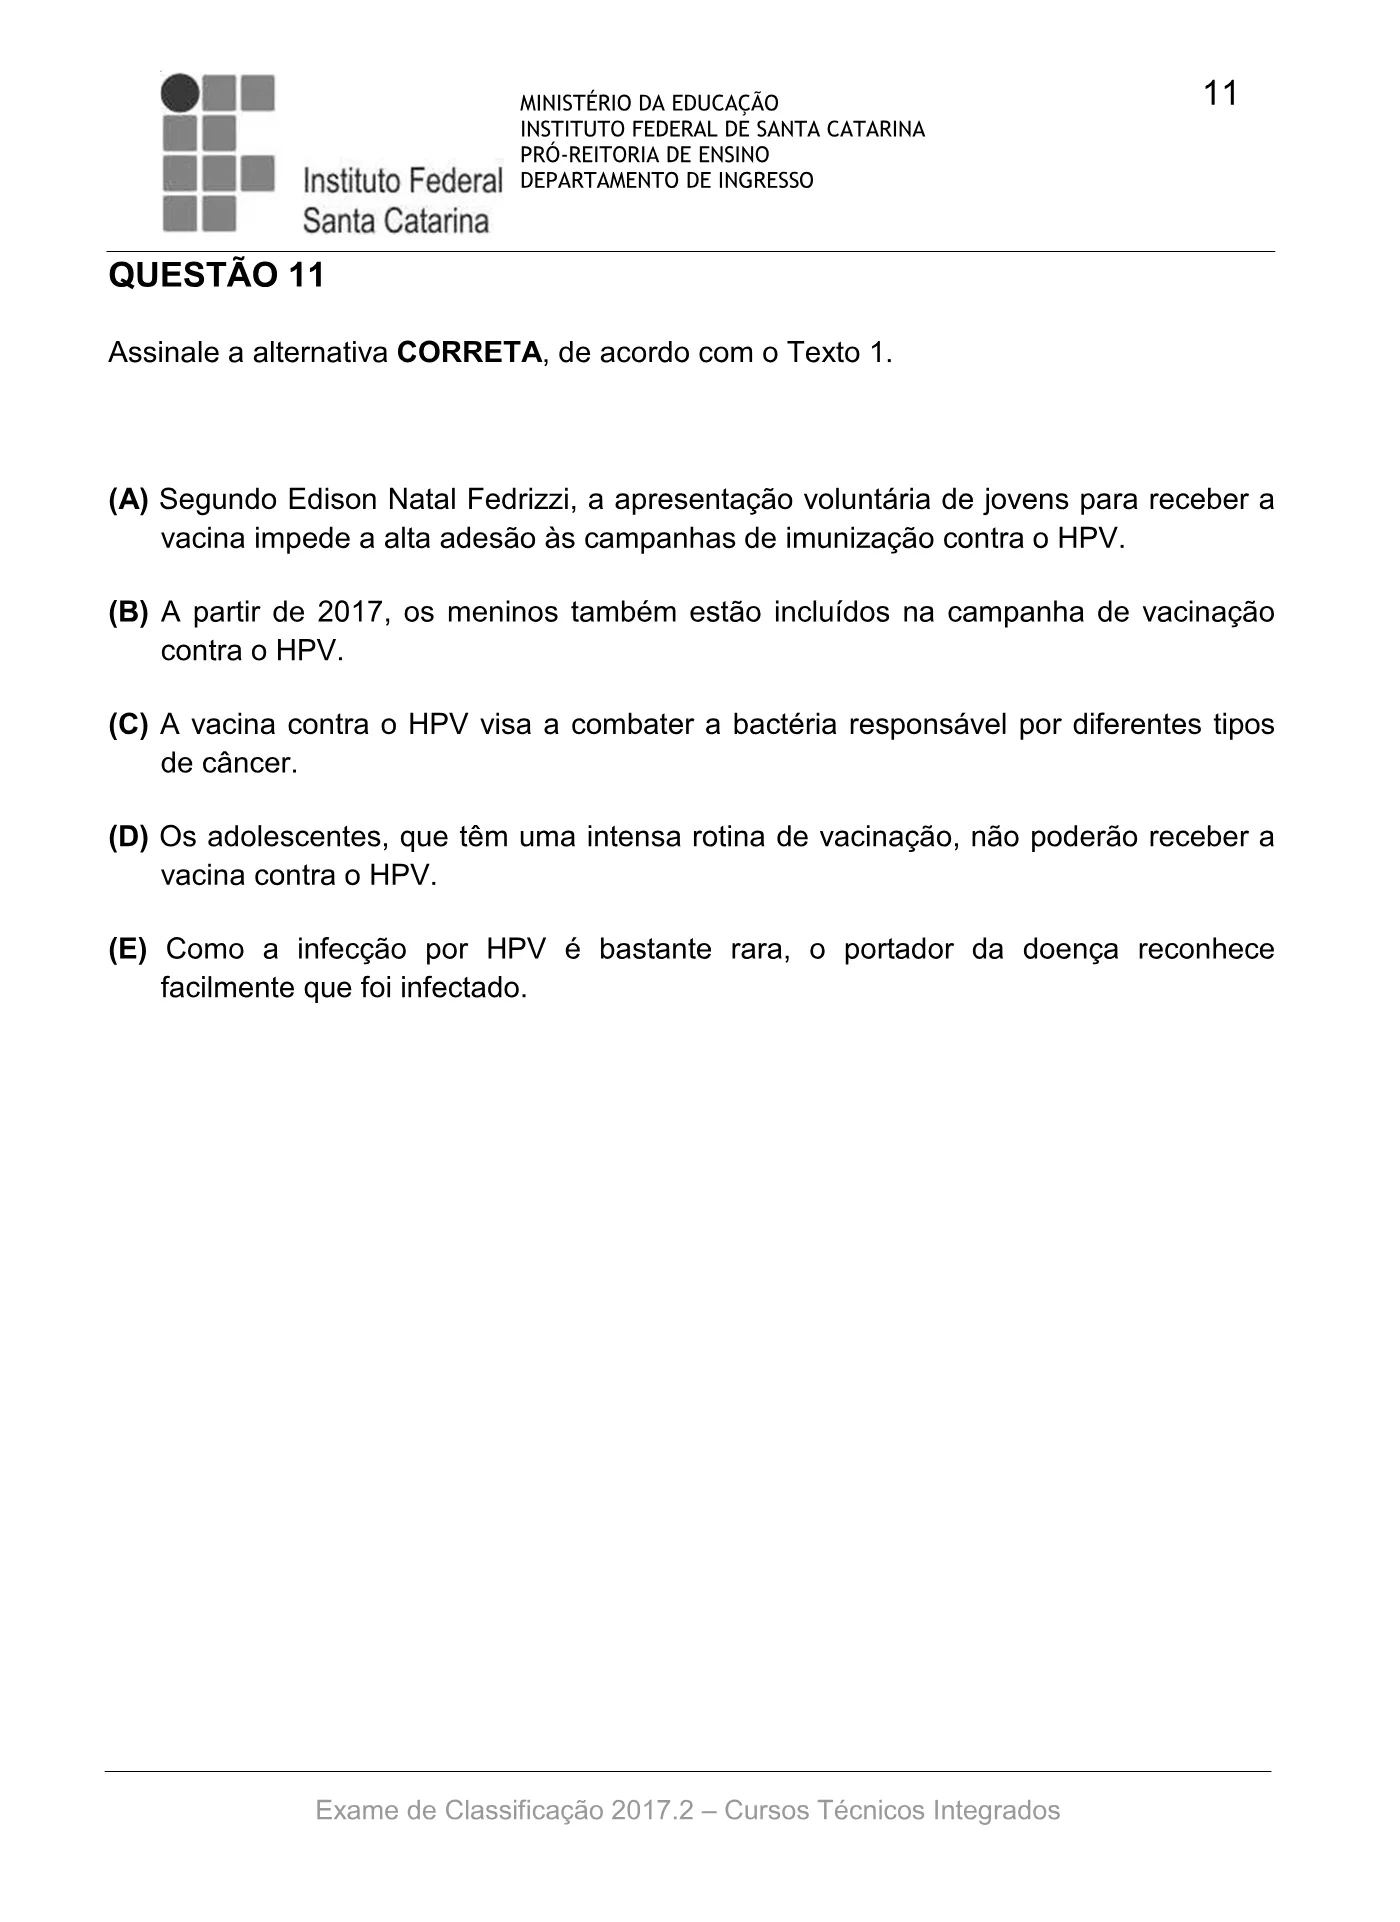 11
MINISTÉRIO DA EDUCAÇÃO
INSTITUTO FEDERAL DE SANTA CATARINA
PRÓ-REITORIA DE ENSINO
DEPARTAMENTO DE INGRESSO
Instituto Federal
Santa Catarina
QUESTÃO 11
Assinale a alternativa CORRETA, de acordo com o Texto 1.
(A) Segundo Edison Natal Fedrizzi, a apresentação voluntária de jovens para receber a
vacina impede a alta adesão às campanhas de imunização contra o HPV.
(B) A partir de 2017, os meninos também estão incluídos na campanha de vacinação
contra o HPV.
(C) A vacina contra o HPV visa a combater a bactéria responsável por diferentes tipos
de câncer.
(D) Os adolescentes, que têm uma intensa rotina de vacinação, não poderão receber a
vacina contra o HPV.
(E) Como a infecção por HPV é bastante rara, o portador da doença reconhece
facilmente que foi infectado.
Exame de Classificação 2017.2 – Cursos Técnicos Integrados